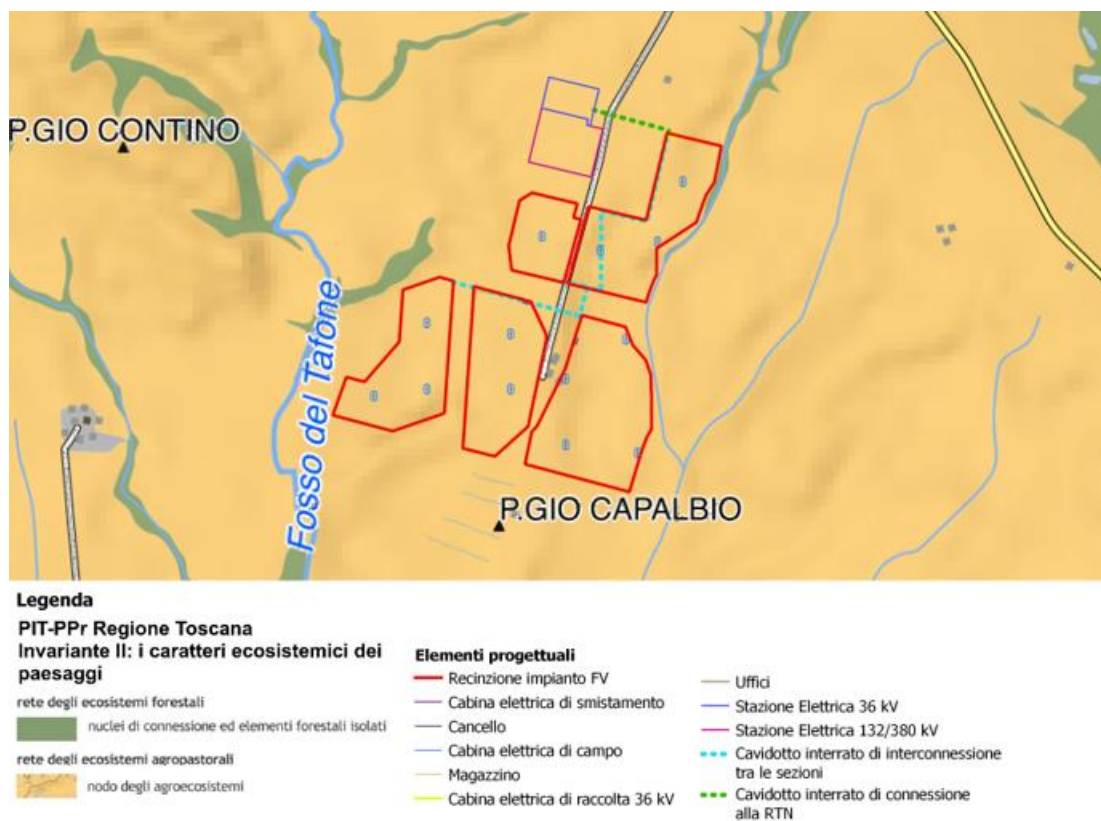 P.GIO CONTINO
Fosso del Tafone
P.GIO CAPALBIO
Legenda
PIT-PPr Regione Toscana
Invariante II: i caratteri ecosistemici dei
paesaggi
rete degli ecosistemi forestali
nuclei di connessione ed elementi forestali isolati
rete degli ecosistemi agropastorali
nodo degli agroecosistemi
Elementi progettuali
Recinzione impianto FV
Cabina elettrica di smistamento
Cancello
Cabina elettrica di campo
Magazzino
Cabina elettrica di raccolta 36 kV
Uffici
Stazione Elettrica 36 kV
Stazione Elettrica 132/380 kV
Cavidotto interrato di interconnessione
tra le sezioni
Cavidotto interrato di connessione
alla RTN